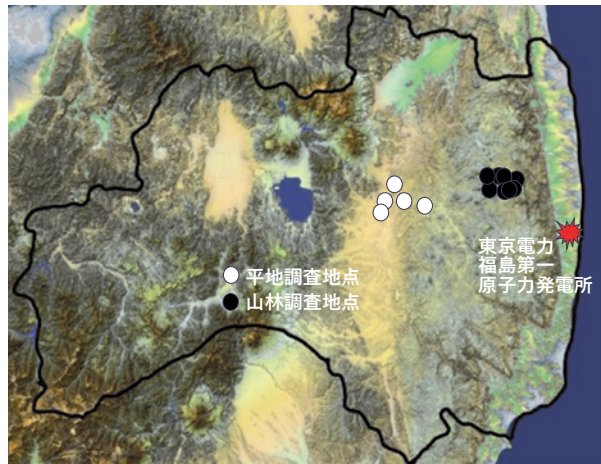 平地調査地点
山林調査地点
東京電力
福島第一
原子力発電所